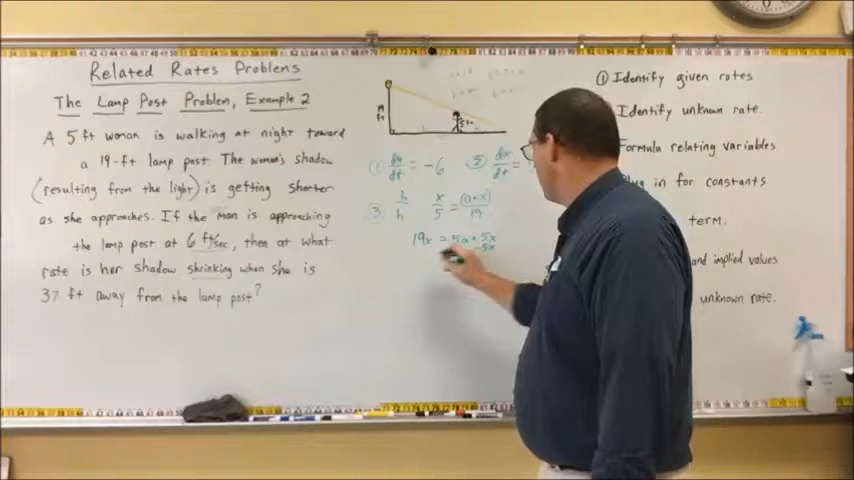 Related Rates Problems
The Lamp Post Problem, Example 2
A 5 ft woman is walking at night toward
a 19-ft lamp post. The woman's shadow
(resulting from the light) is getting shorter
as she approaches. If the man is approaching
the lamp post at 6 ft/sec, then at what
rate is her shadow shrinking when she is
37 ft away from the lamp post?
19 ft
5 ft
① da/dt = -6 ② dx/dt =
③ b/h x/5 = (a+x)/19
19x = 5a + 5x
-5x
① Identify given rates
Identify unknown rate.
Formula relating variables
Plug in for constants
term.
and implied values
unknown rate.